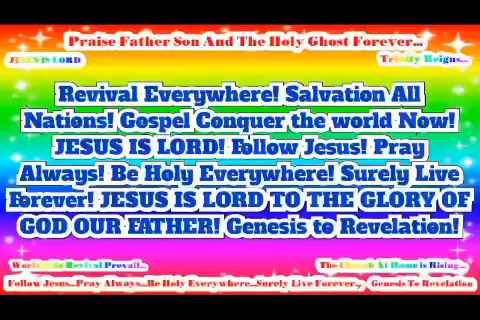 Praise Father Son And The Holy Ghost Forever...
JESUS IS LORD
Trinity Reigns...
Revival Everywhere! Salvation All
Nations! Gospel Conquer the world Now!
JESUS IS LORD! Follow Jesus! Pray
Always! Be Holy Everywhere! Surely Live
Forever! JESUS IS LORD TO THE GLORY OF
GOD OUR FATHER! Genesis to Revelation!
Worldwide Revival Prevail...
The Church At Home is Rising...
Follow Jesus...Pray Always...Be Holy Everywhere...Surely Live Forever...
Genesis To Revelation